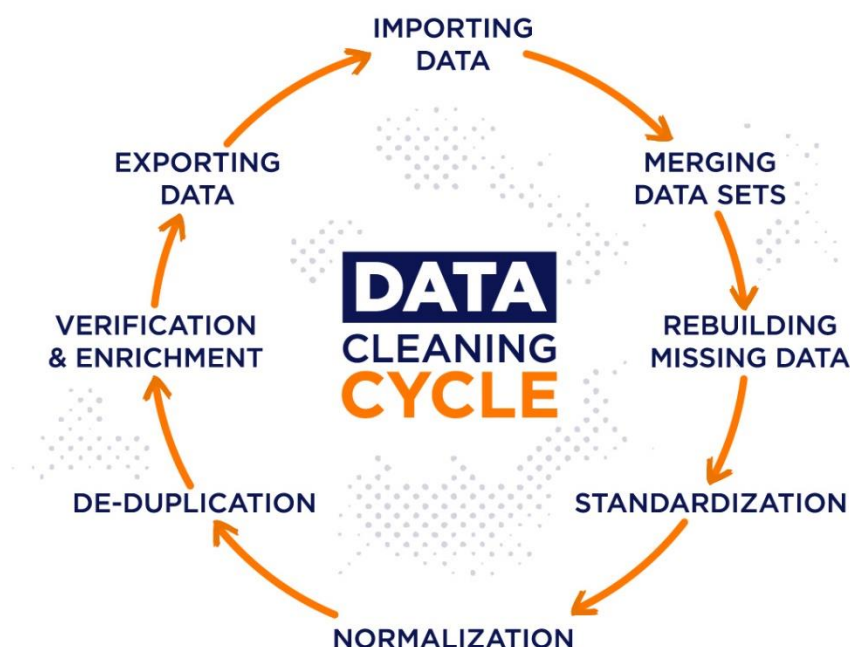 IMPORTING
DATA
MERGING
DATA SETS
REBUILDING
MISSING DATA
STANDARDIZATION
NORMALIZATION
DE-DUPLICATION
VERIFICATION
& ENRICHMENT
EXPORTING
DATA
DATA
CLEANING
CYCLE